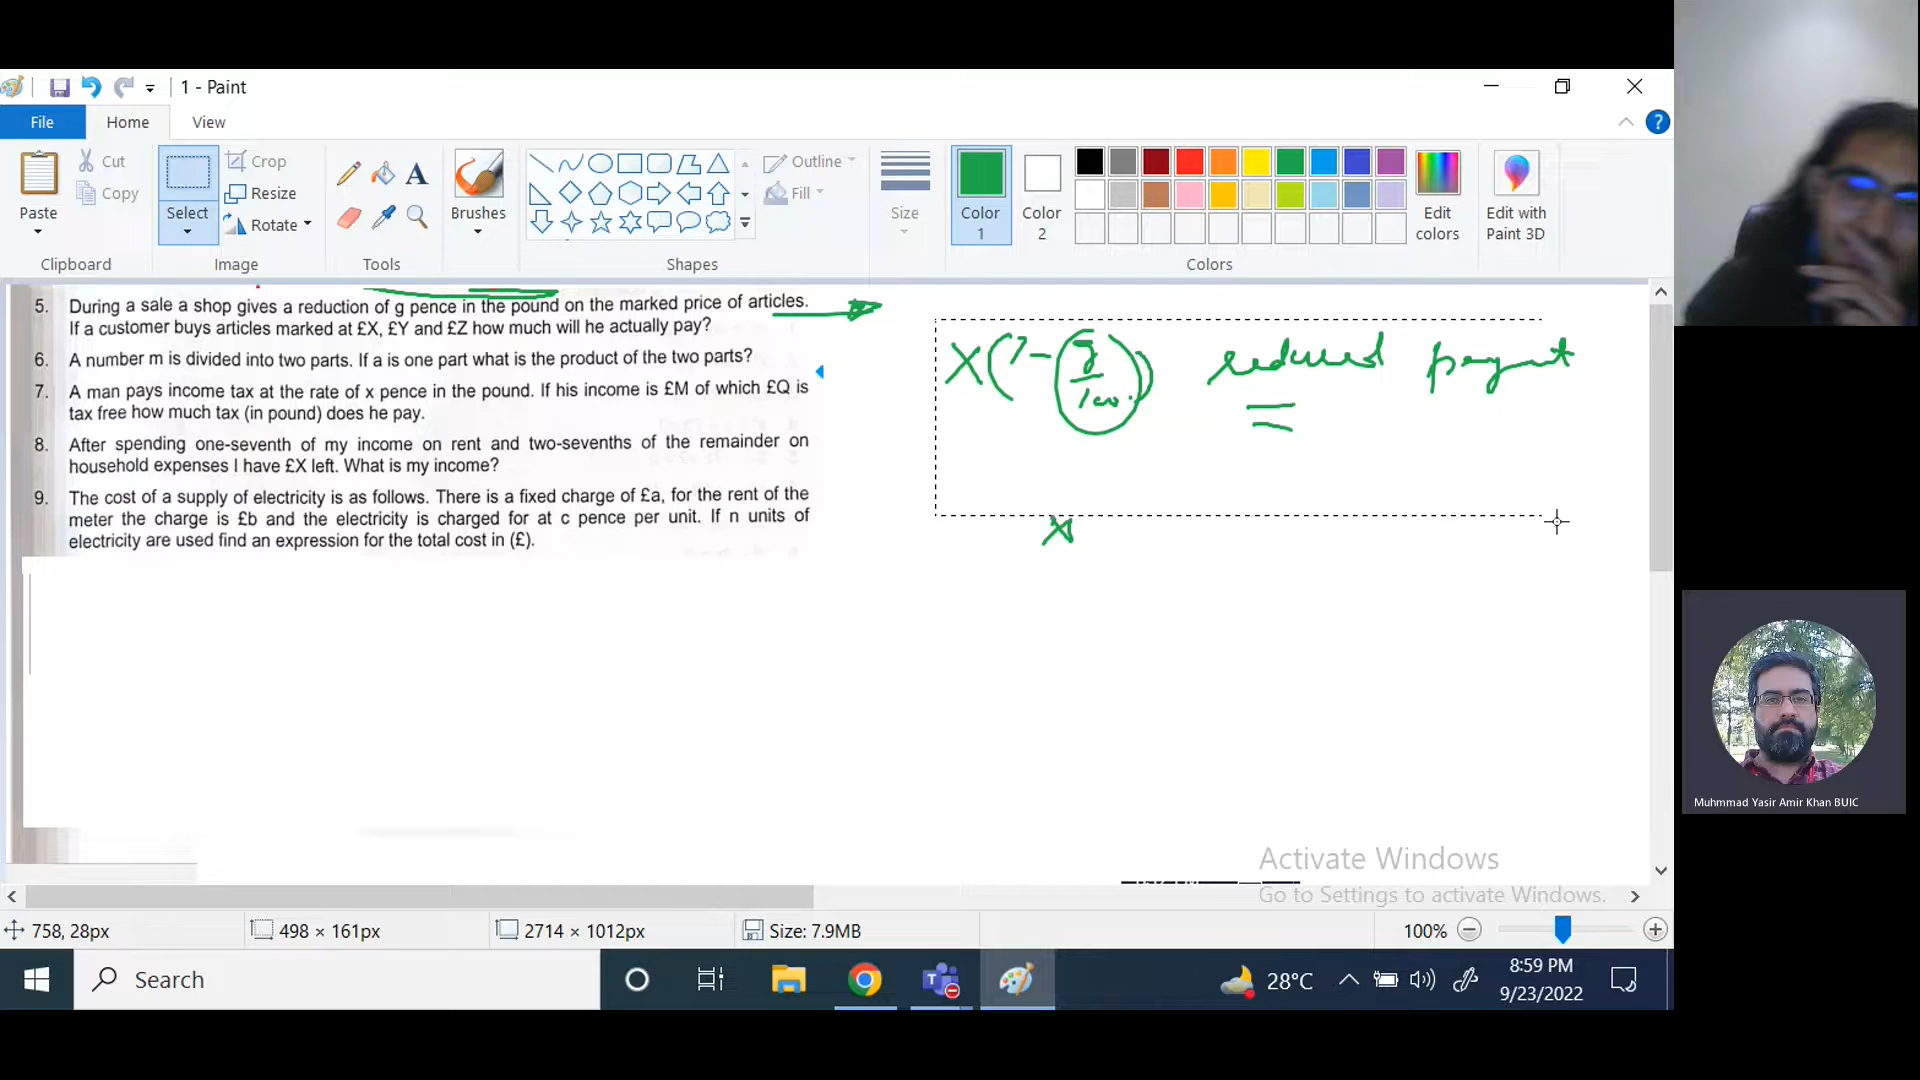 1 - Paint
File Home View
Paste
Cut
Copy
Clipboard
Select
Crop
Resize
Rotate
Image
Tools
Brushes
Shapes
Outline
Fill
Size
Color 1
Color 2
Edit colors
Edit with Paint 3D
Colors
5. During a sale a shop gives a reduction of g pence in the pound on the marked price of articles.
If a customer buys articles marked at £X, £Y and £Z how much will he actually pay?
6. A number m is divided into two parts. If a is one part what is the product of the two parts?
7. A man pays income tax at the rate of x pence in the pound. If his income is £M of which £Q is
tax free how much tax (in pound) does he pay.
8. After spending one-seventh of my income on rent and two-sevenths of the remainder on
household expenses I have £X left. What is my income?
9. The cost of a supply of electricity is as follows. There is a fixed charge of £a, for the rent of the
meter the charge is £b and the electricity is charged for at c pence per unit. If n units of
electricity are used find an expression for the total cost in (£).
X(1 - g/100) reduced
X
Activate Windows
Go to Settings to activate Windows.
758, 28px 498 × 161px 2714 × 1012px Size: 7.9MB 100%
Search
28°C
8:59 PM
9/23/2022
Muhmmad Yasir Amir Khan BUIC